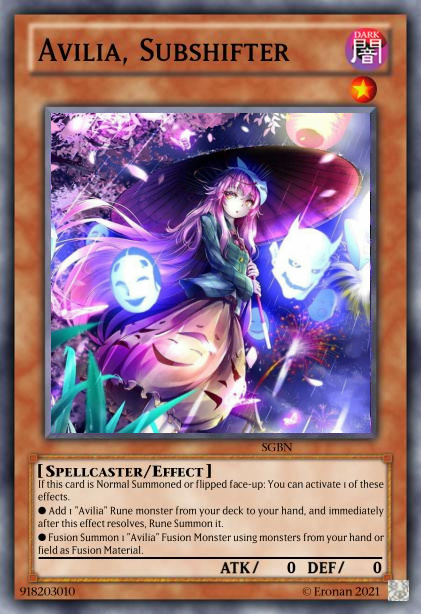 Avilia, Subshifter
DARK
闇
SGBN
[ Spellcaster/Effect ]
If this card is Normal Summoned or flipped face-up: You can activate 1 of these
effects.
● Add 1 "Avilia" Rune monster from your deck to your hand, and immediately
after this effect resolves, Rune Summon it.
● Fusion Summon 1 "Avilia" Fusion Monster using monsters from your hand or
field as Fusion Material.
ATK/ 0 DEF/ 0
918203010 © Eronan 2021